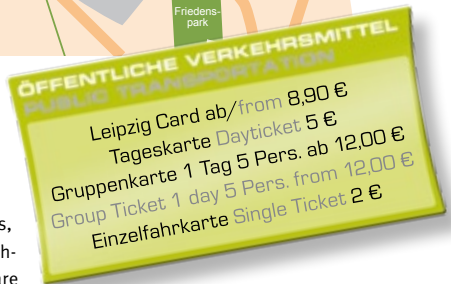 Friedens-
park
ÖFFENTLICHE VERKEHRSMITTEL
PUBLIC TRANSPORTATION
Leipzig Card ab/from 8,90 €
Tageskarte Dayticket 5 €
Gruppenkarte 1 Tag 5 Pers. ab 12,00 €
Group Ticket 1 day 5 Pers. from 12,00 €
Einzelfahrkarte Single Ticket 2 €